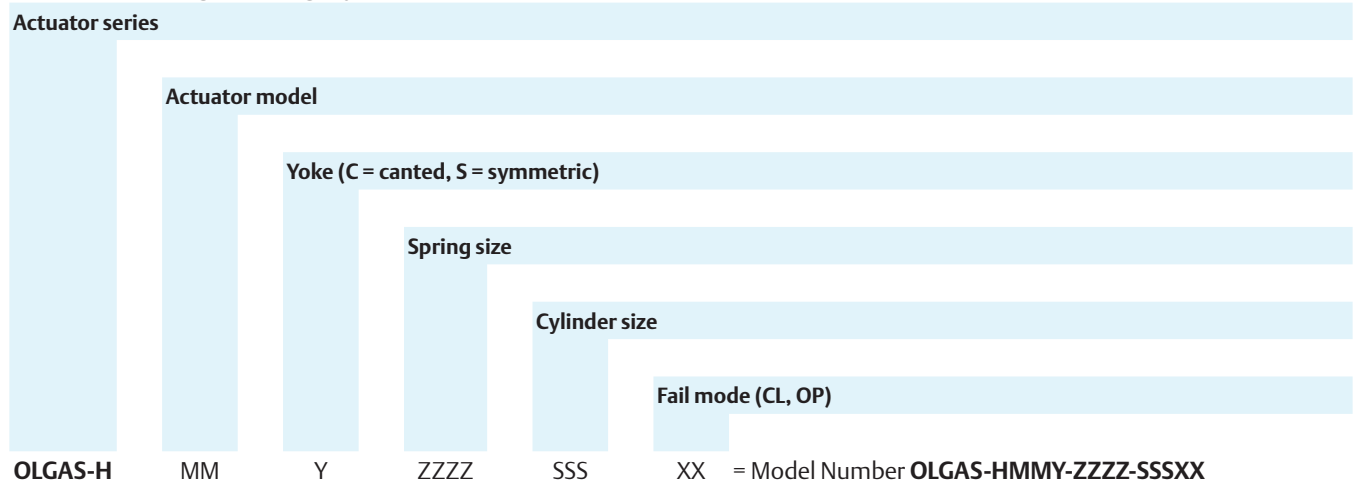 Actuator series
Actuator model
Yoke (C = canted, S = symmetric)
Spring size
Cylinder size
Fail mode (CL, OP)
OLGAS-H MM Y ZZZZ SSS XX = Model Number OLGAS-HMMY-ZZZZ-SSSXX